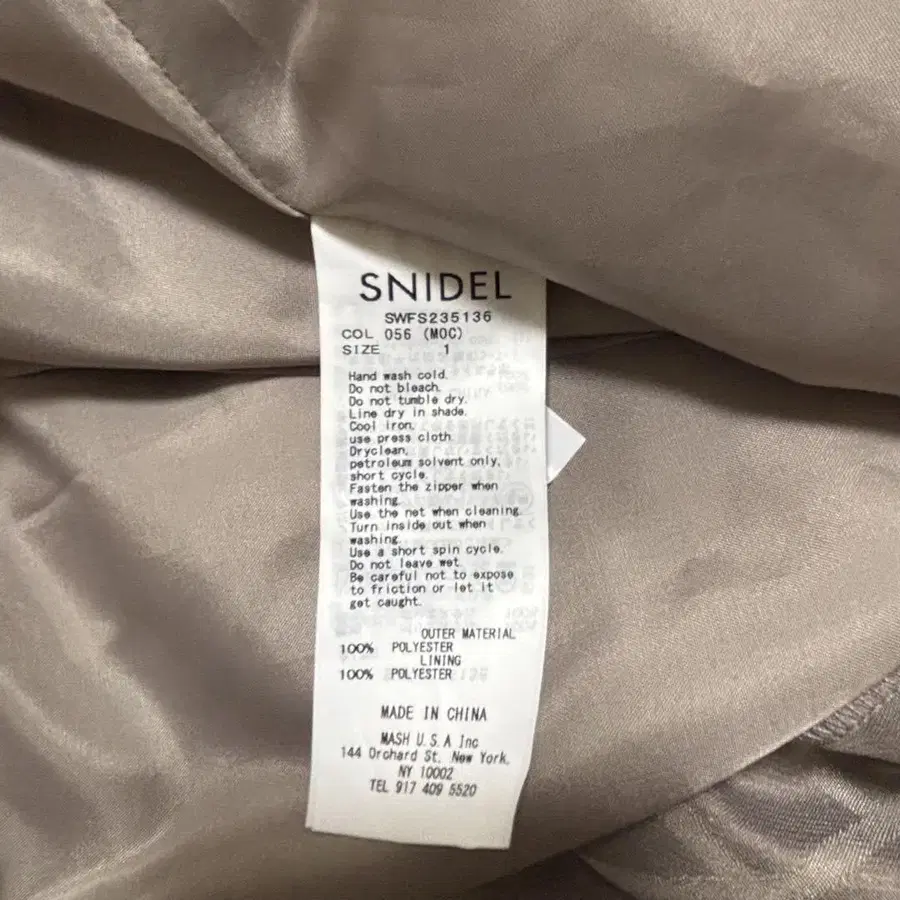 SNIDEL
SWFS235136
COL 056 (MOC)
SIZE 1
Hand wash cold.
Do not bleach.
Do not tumble dry.
Line dry in shade.
Cool iron,
use press cloth.
Dryclean,
petroleum solvent only,
short cycle.
Fasten the zipper when
washing.
Use the net when cleaning.
Turn inside out when
washing.
Use a short spin cycle.
Do not leave wet.
Be careful not to expose
to friction or let it
get caught.
OUTER MATERIAL
100% POLYESTER
LINING
100% POLYESTER
MADE IN CHINA
MASH U.S.A Inc
144 Orchard St. New York,
NY 10002
TEL 917 409 5520